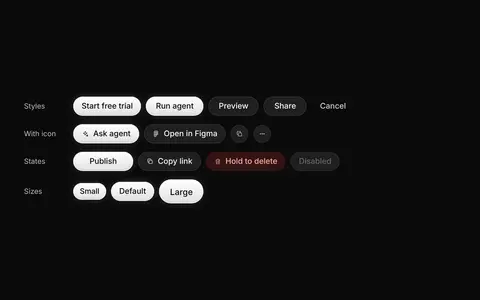 Styles Start free trial Run agent Preview Share Cancel
With icon Ask agent Open in Figma
States Publish Copy link Hold to delete Disabled
Sizes Small Default Large